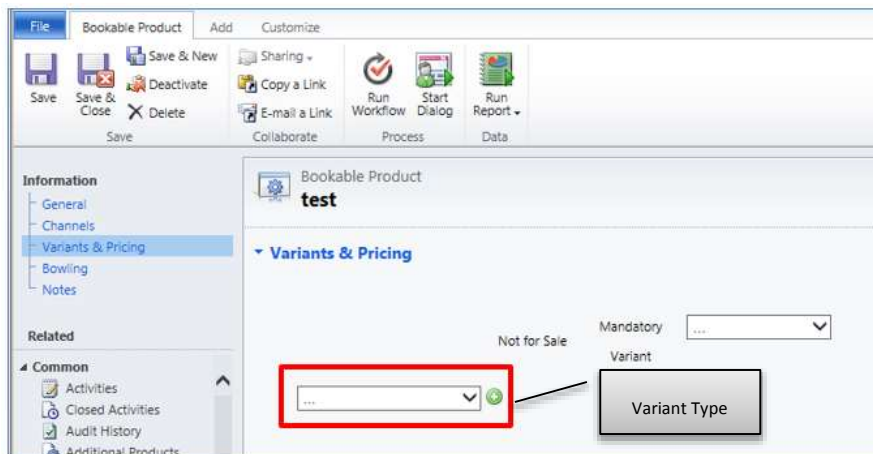 File Bookable Product Add Customize
Save
Save & Close
Save & New
Deactivate
Delete
Save
Sharing
Copy a Link
E-mail a Link
Collaborate
Run Workflow
Start Dialog
Process
Run Report
Data
Information
General
Channels
Variants & Pricing
Bowling
Notes
Related
Common
Activities
Closed Activities
Audit History
Additional Products
Bookable Product
test
Variants & Pricing
Not for Sale
Mandatory Variant
...
...
Variant Type